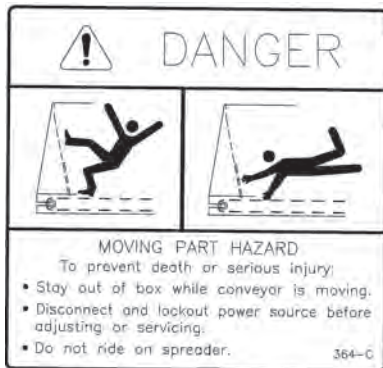 DANGER
MOVING PART HAZARD
To prevent death or serious injury:
• Stay out of box while conveyor is moving.
• Disconnect and lockout power source before
adjusting or servicing.
• Do not ride on spreader.
364-C